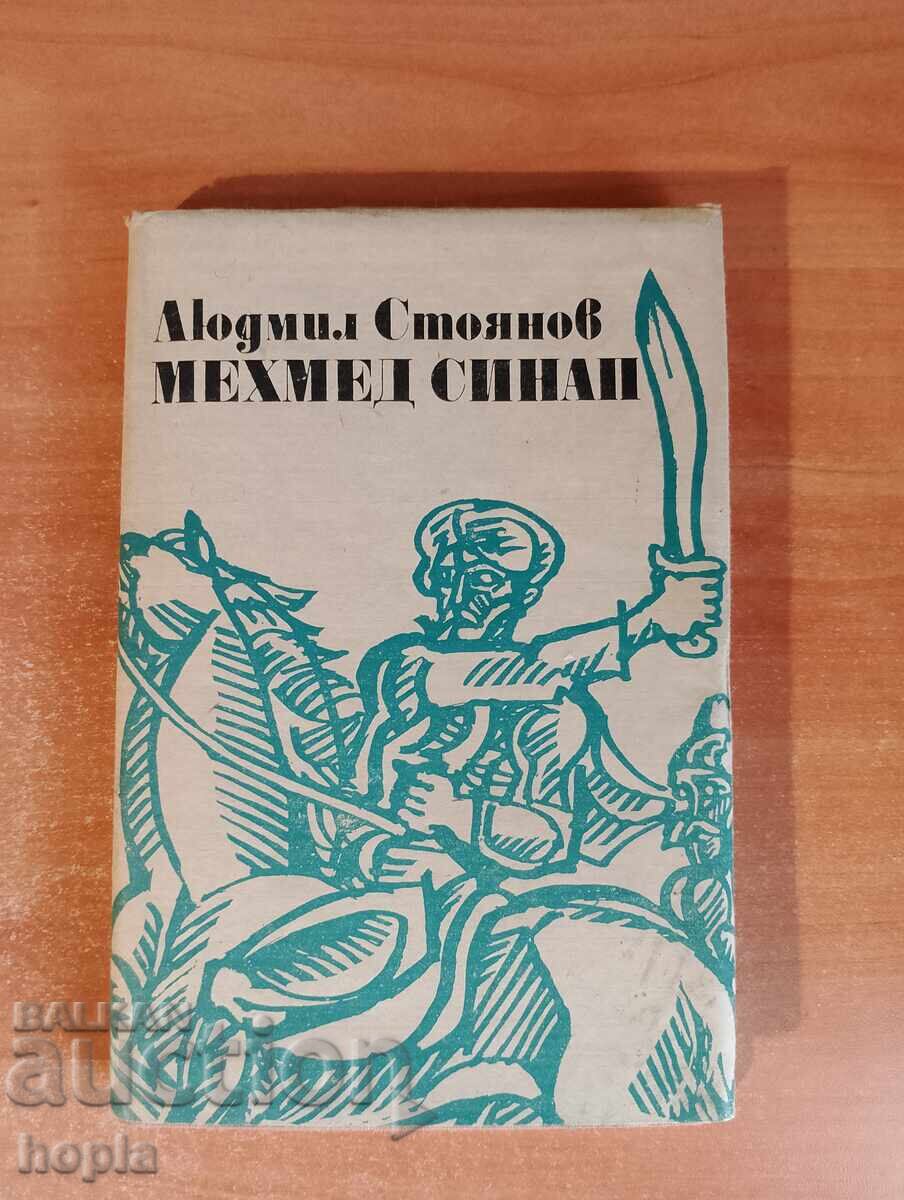 Людмил Стоянов
МЕХМЕД СИНАП
BALKAN
auction
hopla